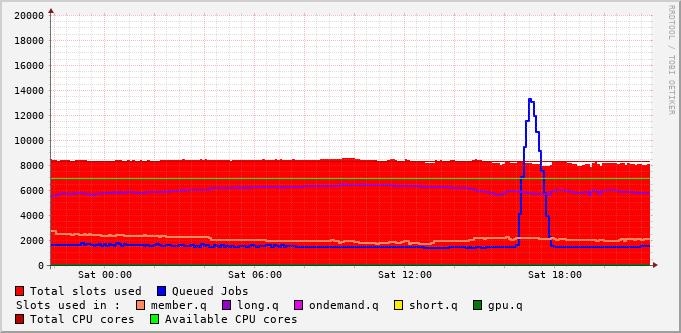 20000
18000
16000
14000
12000
10000
8000
6000
4000
2000
0
Sat 00:00 Sat 06:00 Sat 12:00 Sat 18:00
RRDTOOL / TOBI OETIKER
Total slots used Queued Jobs
Slots used in : member.q long.q ondemand.q short.q gpu.q
Total CPU cores Available CPU cores